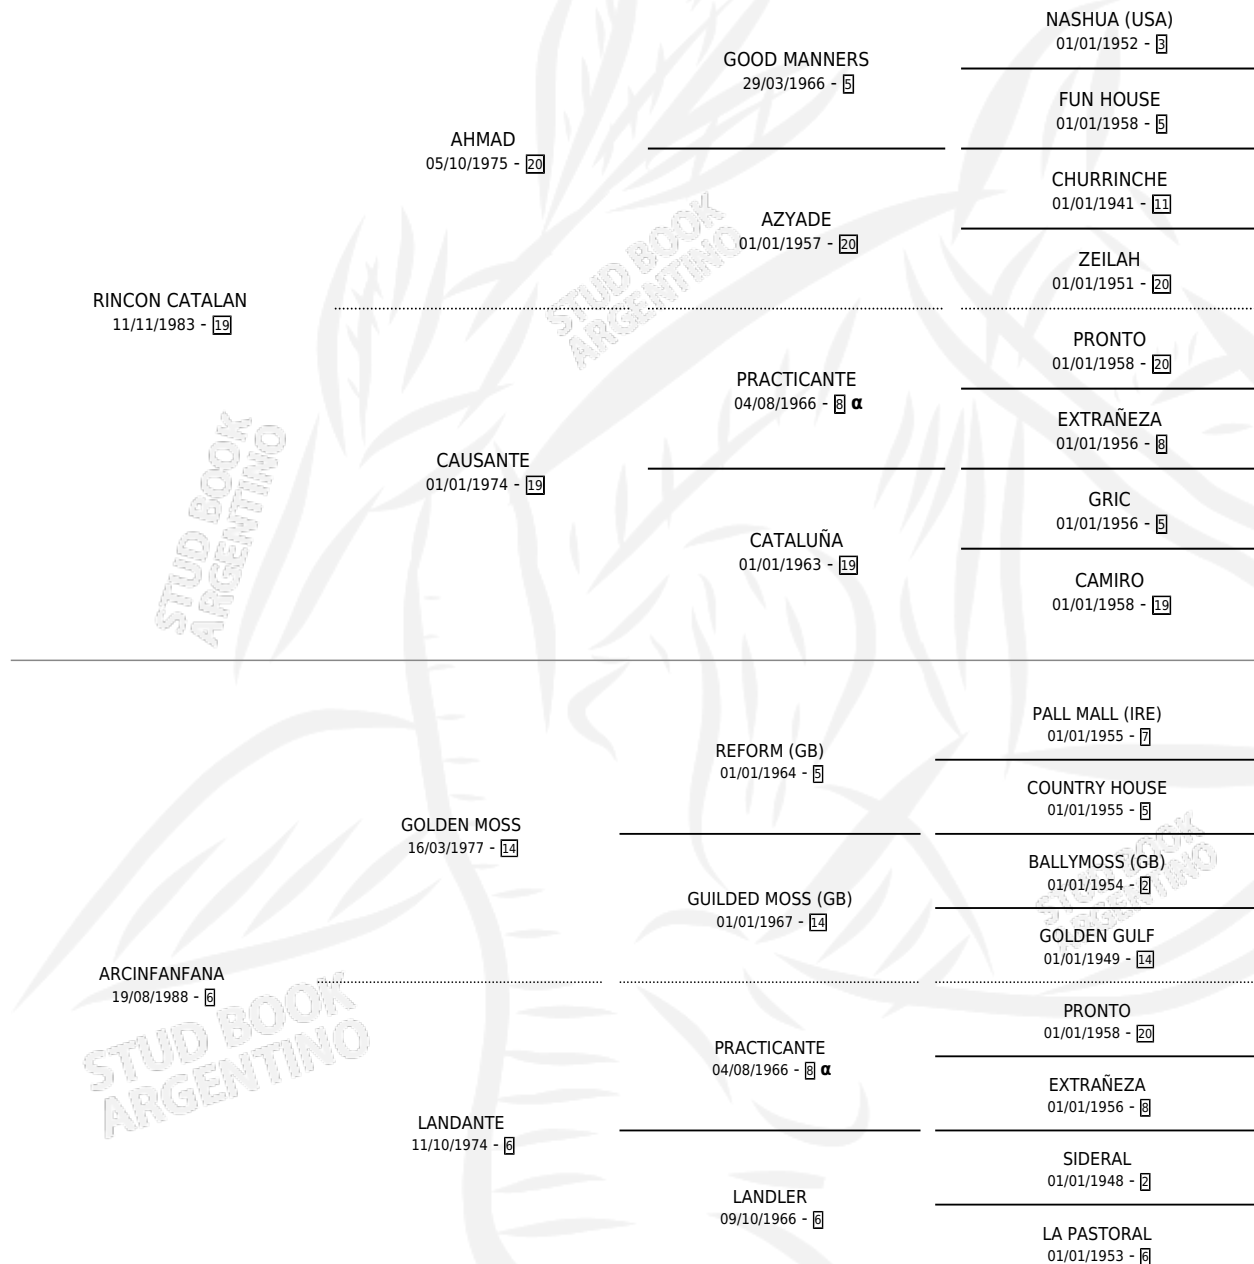 NASHUA (USA)
01/01/1952 - 3
GOOD MANNERS
29/03/1966 - 5
FUN HOUSE
01/01/1958 - 5
AHMAD
05/10/1975 - 20
CHURRINCHE
01/01/1941 - 11
AZYADE
01/01/1957 - 20
ZEILAH
01/01/1951 - 20
RINCON CATALAN
11/11/1983 - 19
PRONTO
01/01/1958 - 20
PRACTICANTE
04/08/1966 - 8 α
EXTRAÑEZA
01/01/1956 - 8
CAUSANTE
01/01/1974 - 19
GRIC
01/01/1956 - 5
CATALUÑA
01/01/1963 - 19
CAMIRO
01/01/1958 - 19
PALL MALL (IRE)
01/01/1955 - 7
REFORM (GB)
01/01/1964 - 5
COUNTRY HOUSE
01/01/1955 - 5
GOLDEN MOSS
16/03/1977 - 14
BALLYMOSS (GB)
01/01/1954 - 2
GUILDED MOSS (GB)
01/01/1967 - 14
GOLDEN GULF
01/01/1949 - 14
ARCINFANFANA
19/08/1988 - 6
PRONTO
01/01/1958 - 20
PRACTICANTE
04/08/1966 - 8 α
EXTRAÑEZA
01/01/1956 - 8
LANDANTE
11/10/1974 - 6
SIDERAL
01/01/1948 - 2
LANDLER
09/10/1966 - 6
LA PASTORAL
01/01/1953 - 6
STUD BOOK
ARGENTINO
STUD BOOK
ARGENTINO
STUD BOOK
ARGENTINO
STUD BOOK
ARGENTINO